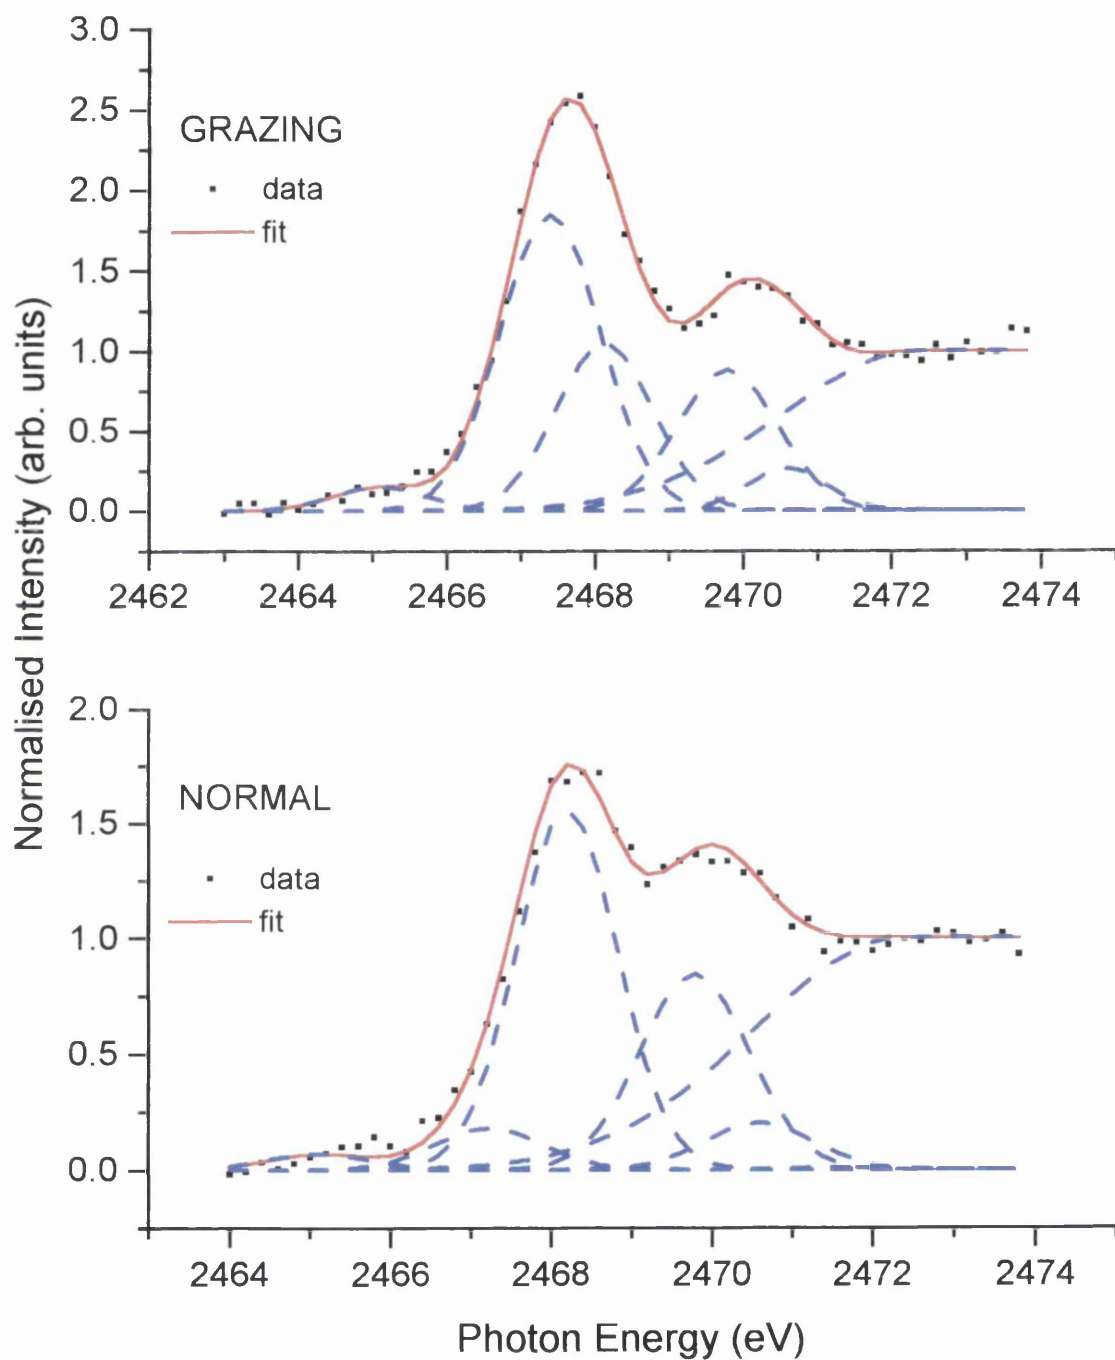 Normalised Intensity (arb. units)
3.0
2.5
2.0
1.5
1.0
0.5
0.0
GRAZING
data
fit
2462 2464 2466 2468 2470 2472 2474
2.0
1.5
1.0
0.5
0.0
NORMAL
data
fit
2464 2466 2468 2470 2472 2474
Photon Energy (eV)